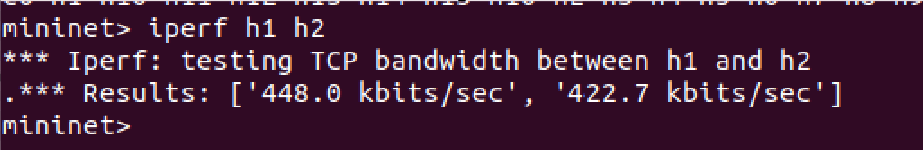 mininet> iperf h1 h2
*** Iperf: testing TCP bandwidth between h1 and h2
.*** Results: ['448.0 kbits/sec', '422.7 kbits/sec']
mininet>